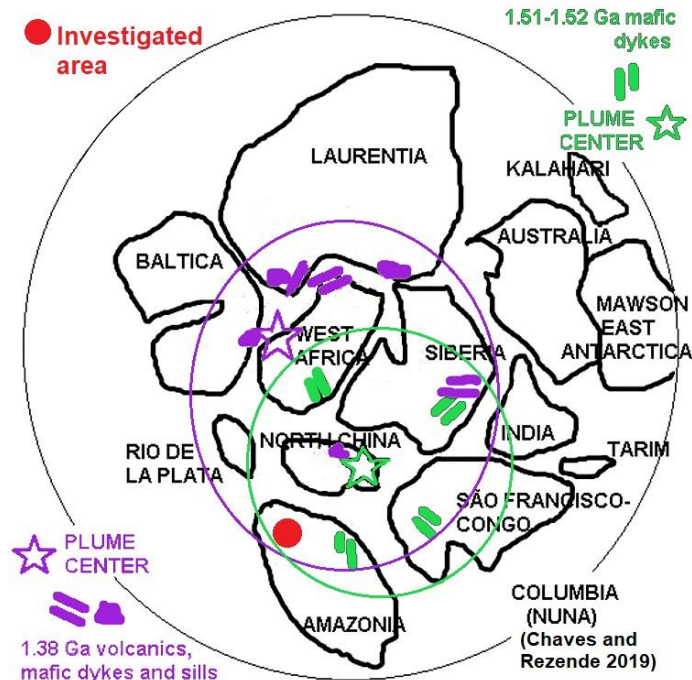 Investigated
area
1.51-1.52 Ga mafic
dykes
PLUME
CENTER
LAURENTIA
KALAHARI
AUSTRALIA
BALTICA
MAWSON
EAST
ANTARCTICA
WEST
AFRICA
SIBERIA
INDIA
TARIM
RIO DE
LA PLATA
NORTH CHINA
SÃO FRANCISCO-
CONGO
AMAZONIA
PLUME
CENTER
1.38 Ga volcanics,
mafic dykes and sills
COLUMBIA
(NUNA)
(Chaves and
Rezende 2019)